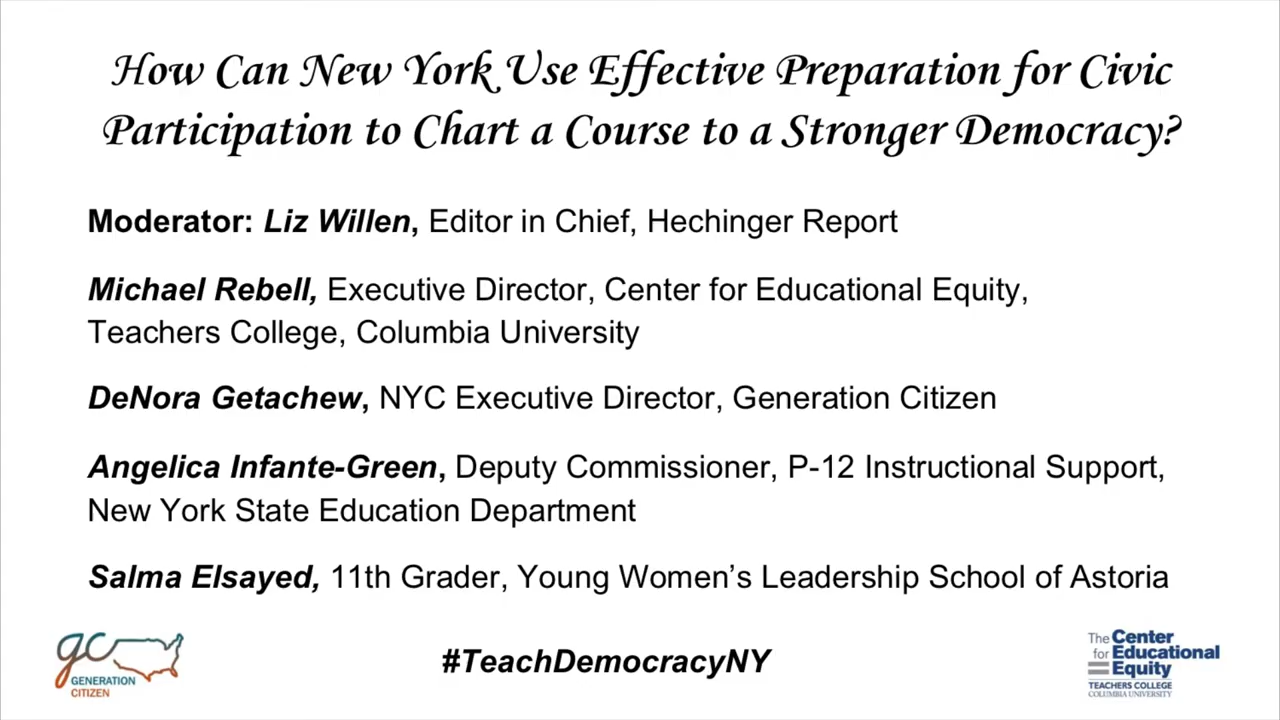 How Can New York Use Effective Preparation for Civic
Participation to Chart a Course to a Stronger Democracy?
Moderator: Liz Willen, Editor in Chief, Hechinger Report
Michael Rebell, Executive Director, Center for Educational Equity,
Teachers College, Columbia University
DeNora Getachew, NYC Executive Director, Generation Citizen
Angelica Infante-Green, Deputy Commissioner, P-12 Instructional Support,
New York State Education Department
Salma Elsayed, 11th Grader, Young Women’s Leadership School of Astoria
gc
GENERATION
CITIZEN
#TeachDemocracyNY
The Center
for Educational
Equity
TEACHERS COLLEGE
COLUMBIA UNIVERSITY